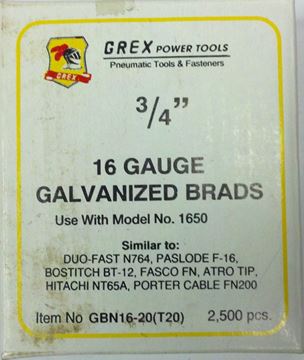 GREX POWER TOOLS
Pneumatic Tools & Fasteners
GREX
3/4"
16 GAUGE
GALVANIZED BRADS
Use With Model No. 1650
Similar to:
DUO-FAST N764, PASLODE F-16,
BOSTITCH BT-12, FASCO FN, ATRO TIP,
HITACHI NT65A, PORTER CABLE FN200
Item No GBN16-20(T20) 2,500 pcs.